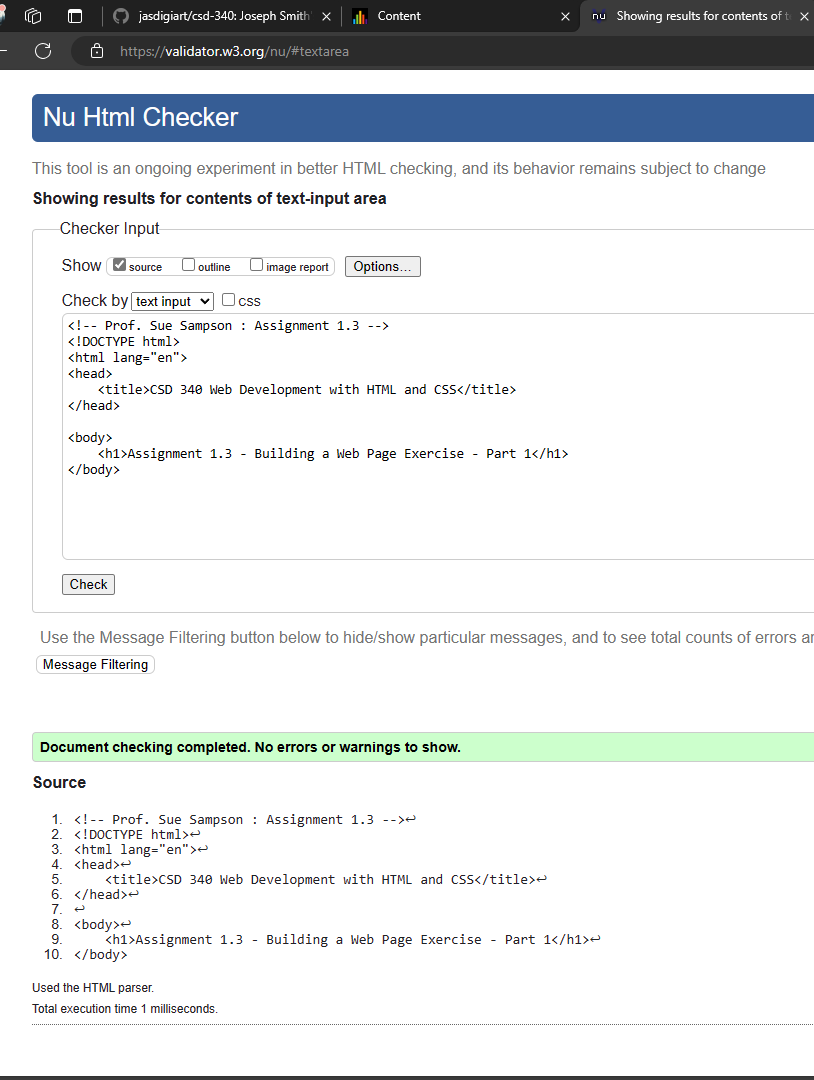 jasdigiart/csd-340: Joseph Smith'
Content
nu Showing results for contents of t
https://validator.w3.org/nu/#textarea
Nu Html Checker
This tool is an ongoing experiment in better HTML checking, and its behavior remains subject to change
Showing results for contents of text-input area
Checker Input
Show source outline image report Options...
Check by text input css
<!-- Prof. Sue Sampson : Assignment 1.3 -->
<!DOCTYPE html>
<html lang="en">
<head>
    <title>CSD 340 Web Development with HTML and CSS</title>
</head>

<body>
    <h1>Assignment 1.3 - Building a Web Page Exercise - Part 1</h1>
</body>
Check
Use the Message Filtering button below to hide/show particular messages, and to see total counts of errors ar
Message Filtering
Document checking completed. No errors or warnings to show.
Source
1. <!-- Prof. Sue Sampson : Assignment 1.3 -->↩
2. <!DOCTYPE html>↩
3. <html lang="en">↩
4. <head>↩
5.     <title>CSD 340 Web Development with HTML and CSS</title>↩
6. </head>↩
7. ↩
8. <body>↩
9.     <h1>Assignment 1.3 - Building a Web Page Exercise - Part 1</h1>↩
10. </body>
Used the HTML parser.
Total execution time 1 milliseconds.